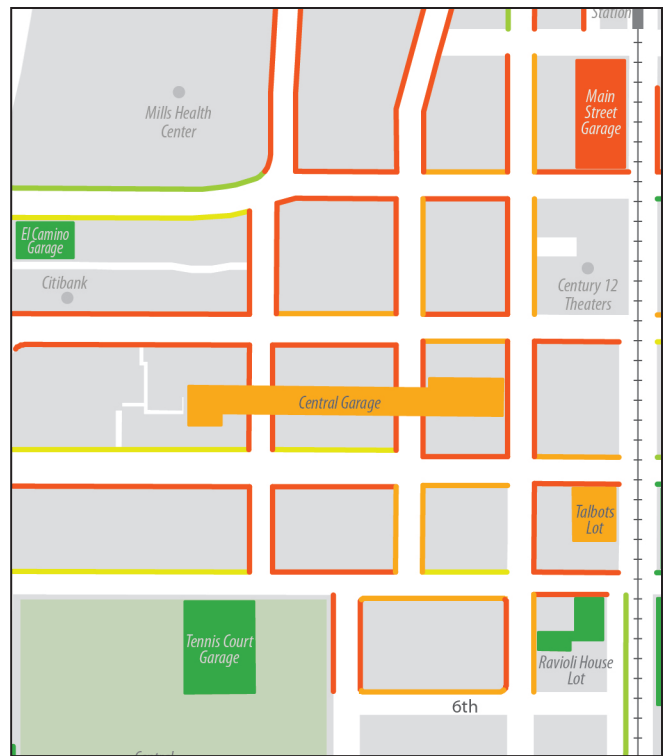 Station
Mills Health
Center
Main
Street
Garage
El Camino
Garage
Citibank
Century 12
Theaters
Central Garage
Talbots
Lot
Tennis Court
Garage
Ravioli House
Lot
6th
Central